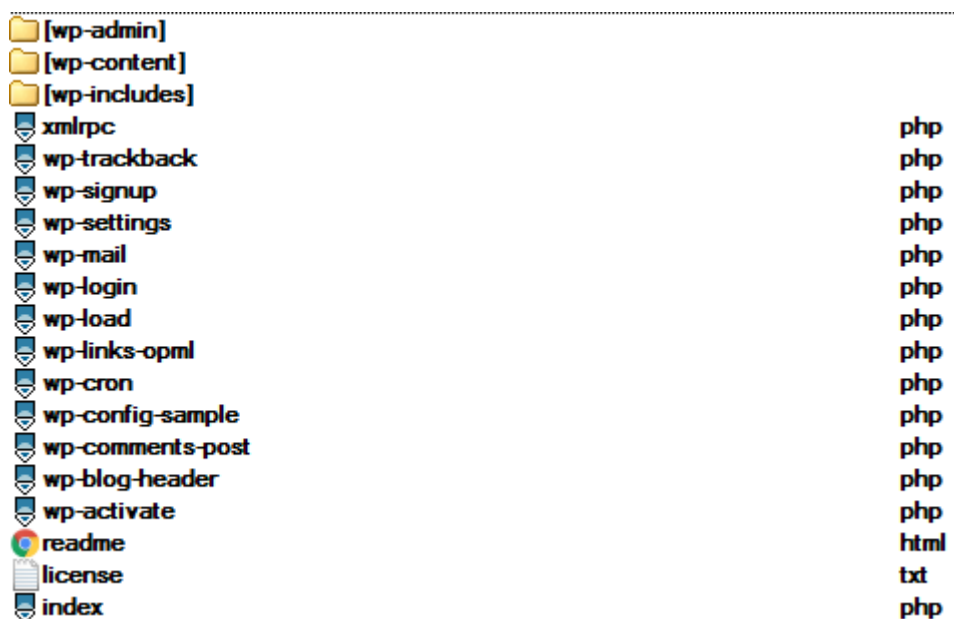 [wp-admin]
[wp-content]
[wp-includes]
xmlrpc php
wp-trackback php
wp-signup php
wp-settings php
wp-mail php
wp-login php
wp-load php
wp-links-opml php
wp-cron php
wp-config-sample php
wp-comments-post php
wp-blog-header php
wp-activate php
readme html
license txt
index php